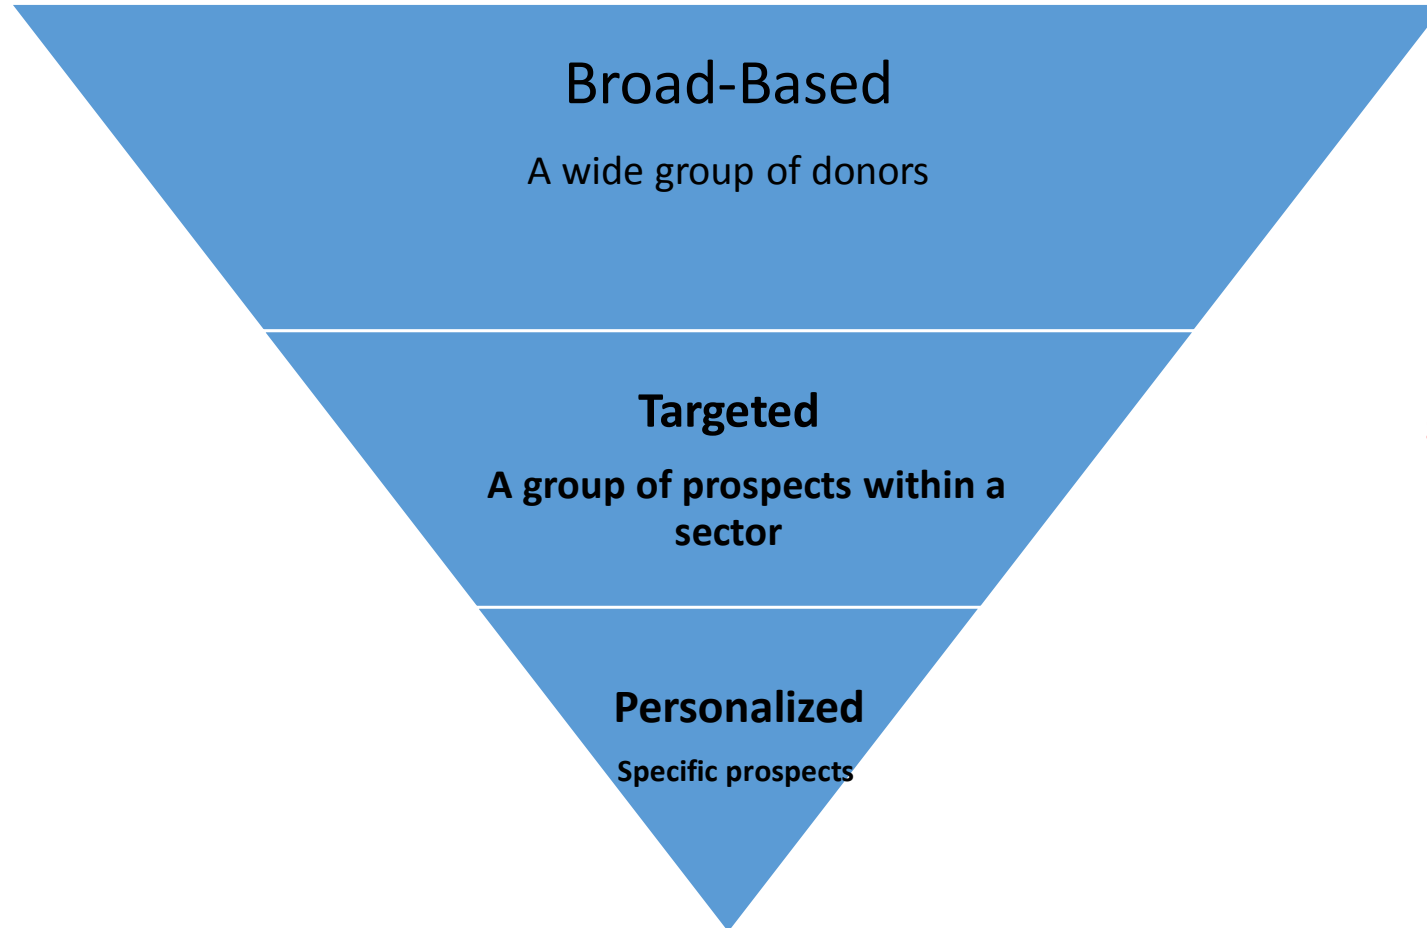 Broad-Based
A wide group of donors
Targeted
A group of prospects within a
sector
Personalized
Specific prospects